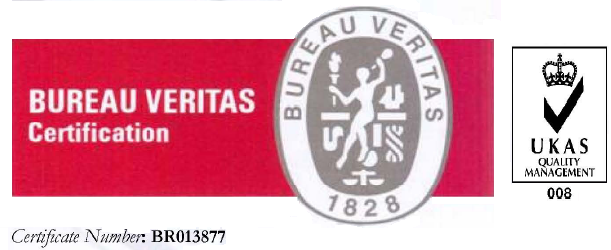 BUREAU VERITAS
Certification
BUREAU VERITAS
1828
UKAS
QUALITY
MANAGEMENT
008
Certificate Number: BR013877